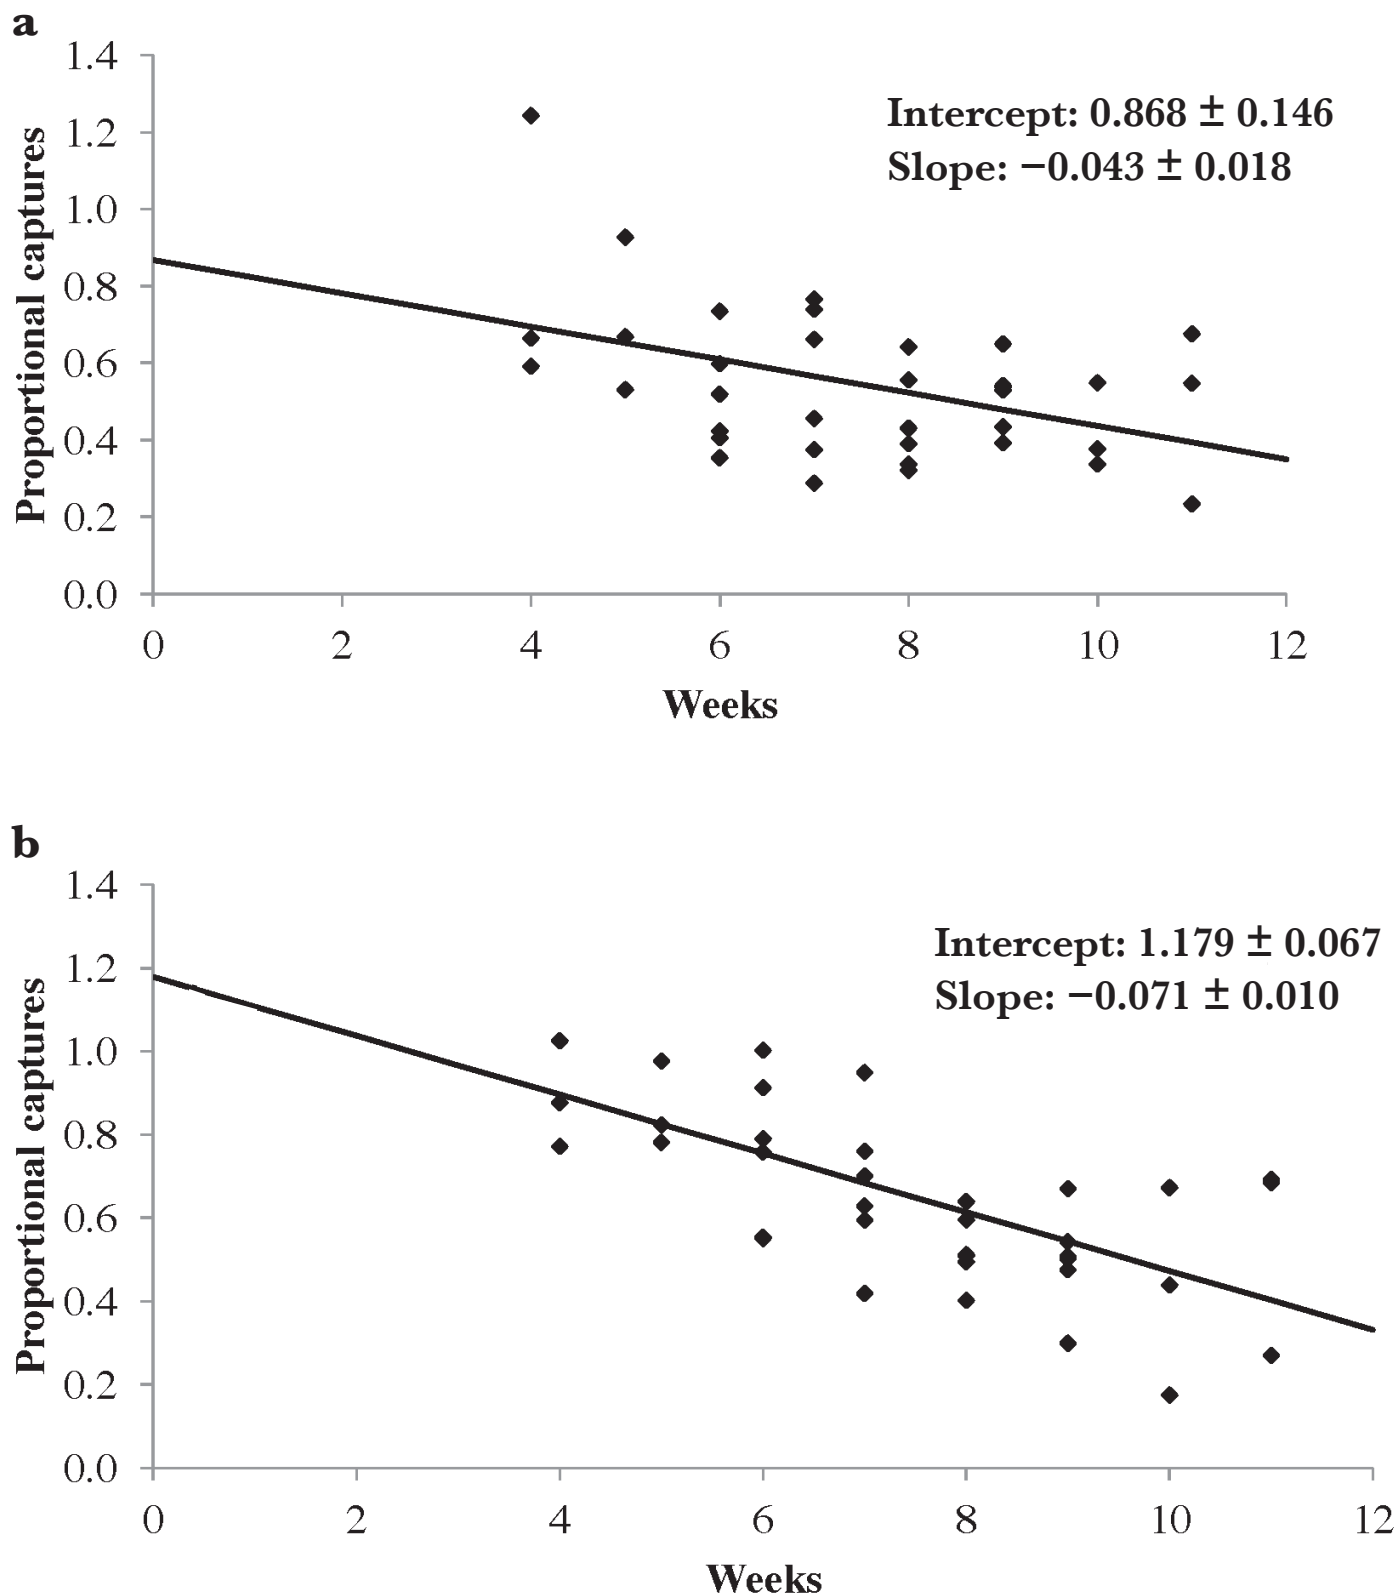 a
Proportional captures
1.4
1.2
1.0
0.8
0.6
0.4
0.2
0.0
Intercept: 0.868 ± 0.146
Slope: −0.043 ± 0.018
0 2 4 6 8 10 12
Weeks
b
Proportional captures
1.4
1.2
1.0
0.8
0.6
0.4
0.2
0.0
Intercept: 1.179 ± 0.067
Slope: −0.071 ± 0.010
0 2 4 6 8 10 12
Weeks